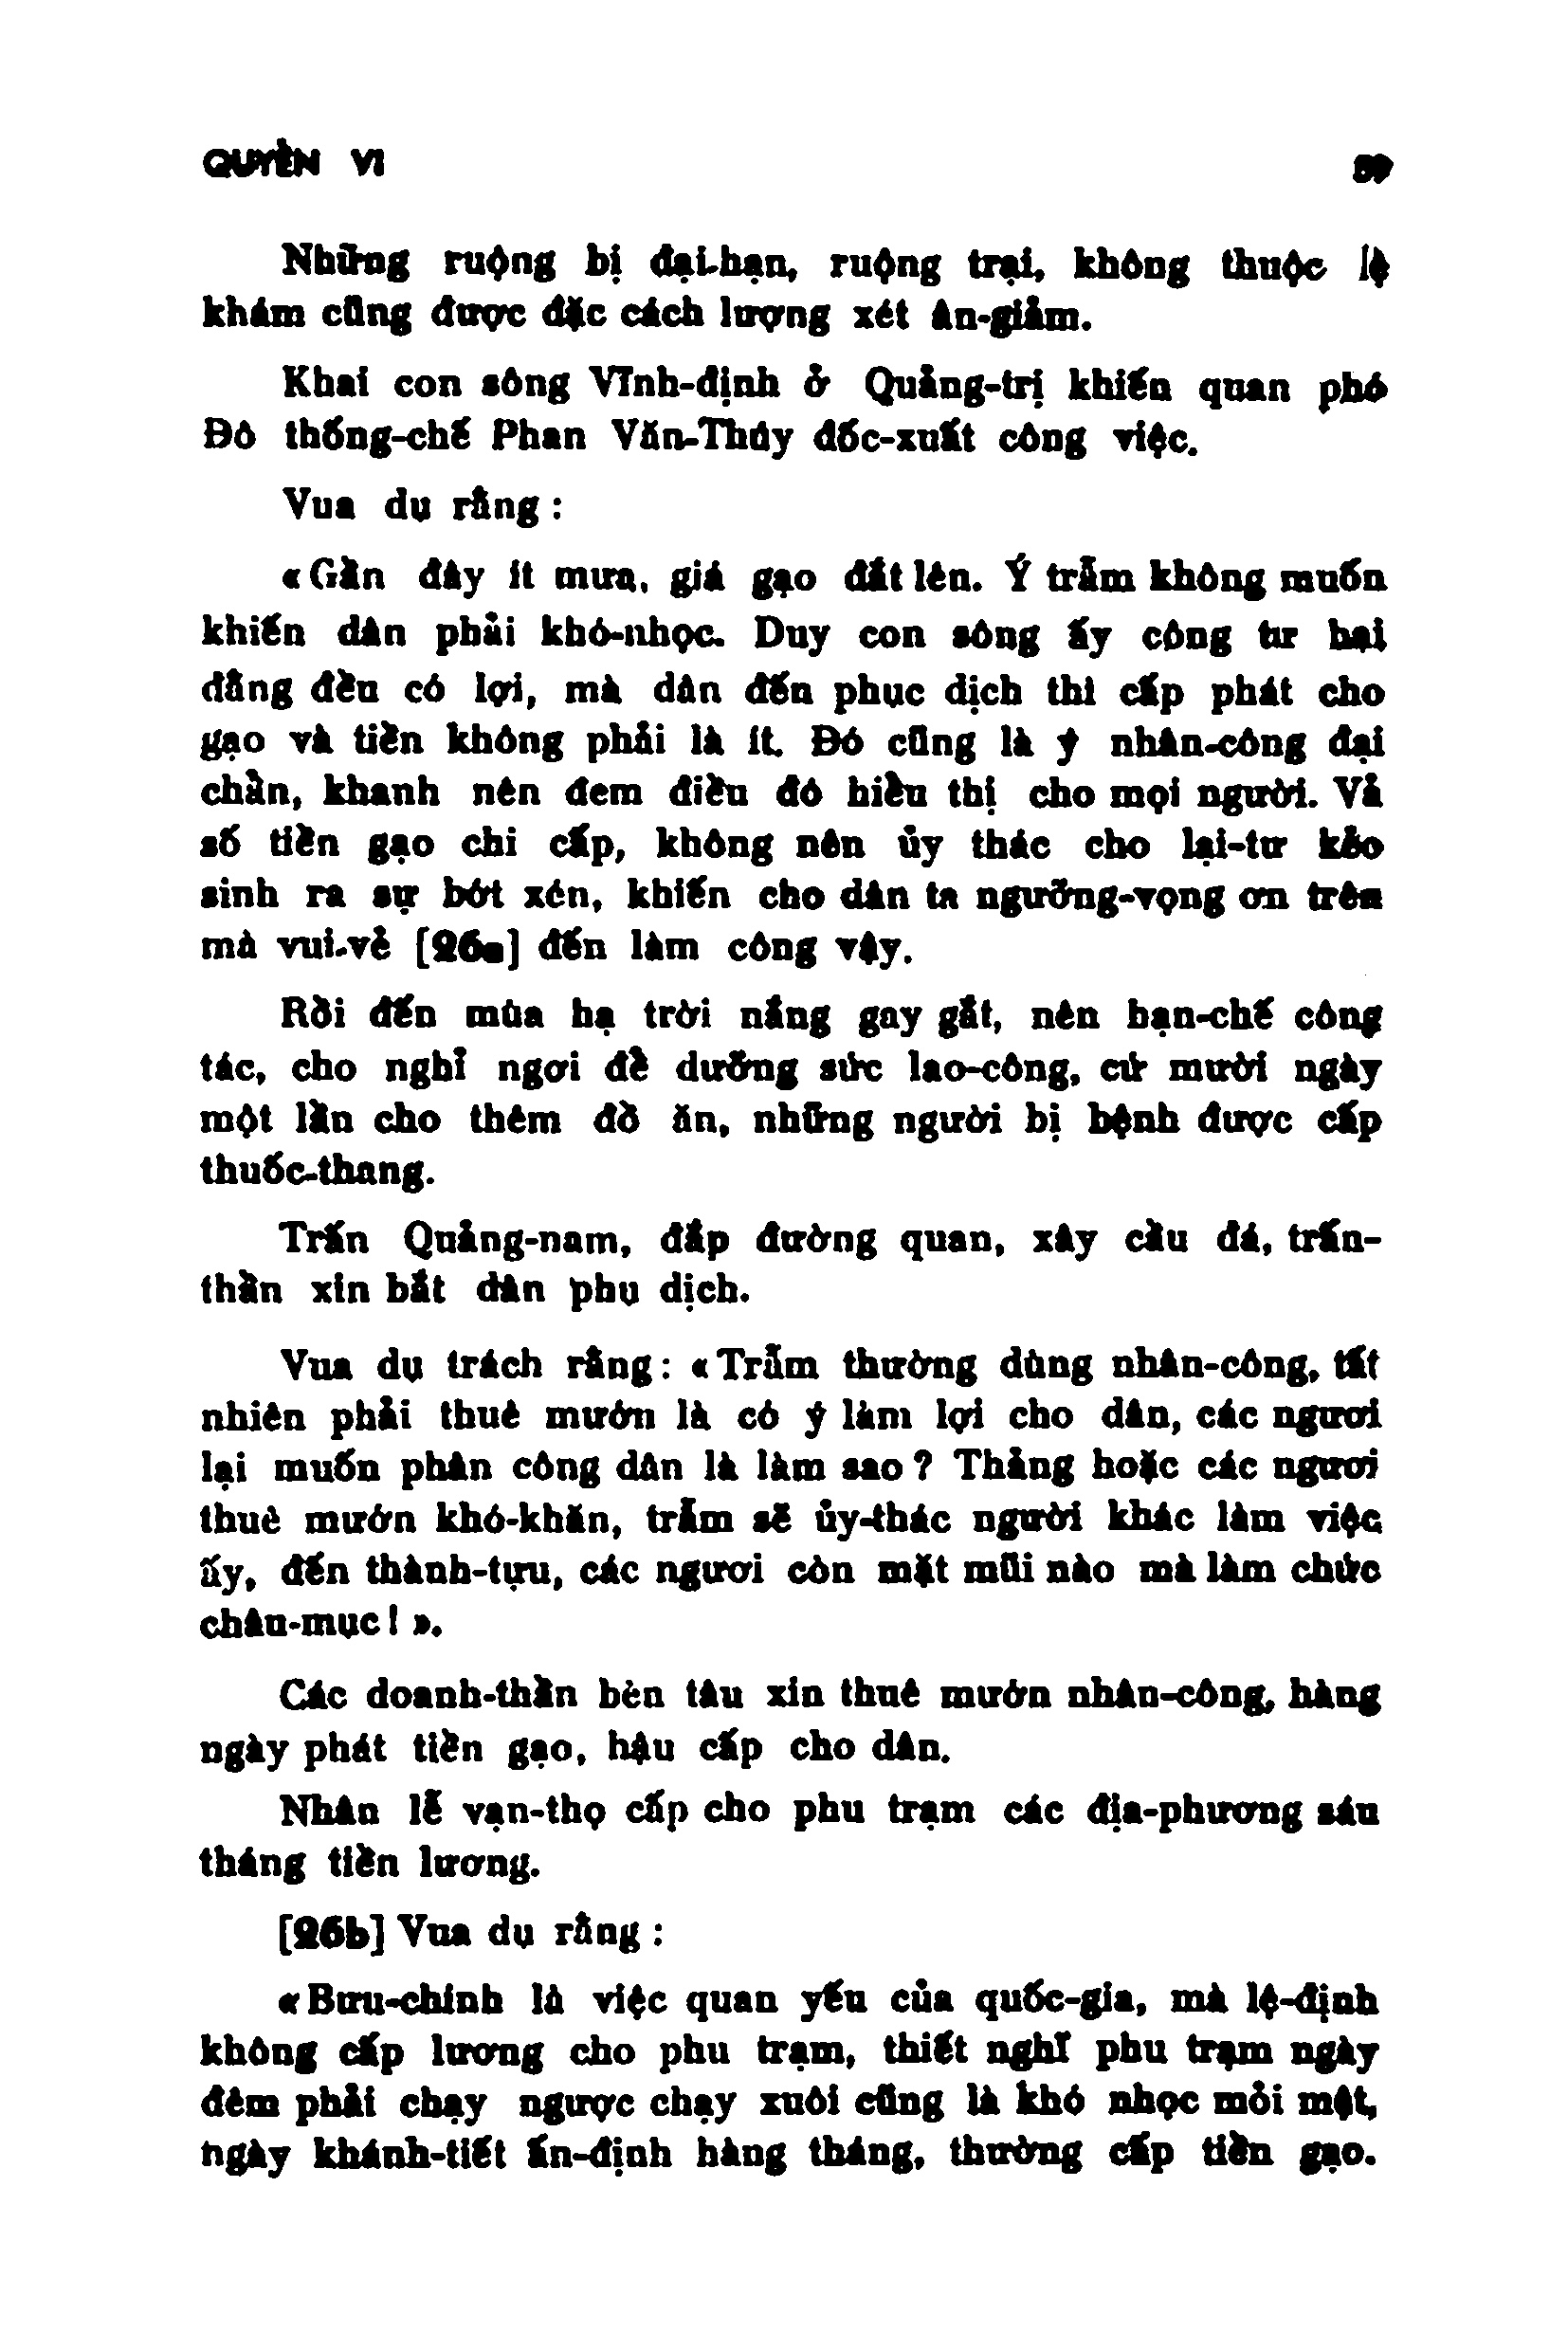 QUYỂN VI 59
Những ruộng bị đại-hạn, ruộng trại, không thuộc lệ
khám cũng được đặc cách lượng xét ân-giảm.
Khai con sông Vĩnh-định ở Quảng-trị khiến quan phó
Đô thống-chế Phan Văn-Thúy đốc-xuất công việc.
Vua dụ rằng :
« Gần đây ít mưa, giá gạo đắt lên. Ý trẫm không muốn
khiến dân phải khó-nhọc. Duy con sông ấy công tư hai
đằng đều có lợi, mà dân đến phục dịch thì cấp phát cho
gạo và tiền không phải là ít. Đó cũng là ý nhân-công đại
chẩn, khanh nên đem điều đó hiểu thị cho mọi người. Vả
số tiền gạo chi cấp, không nên ủy thác cho lại-tư kẻo
sinh ra sự bớt xén, khiến cho dân ta ngưỡng-vọng ơn trên
mà vui-vẻ [26a] đến làm công vậy.
Rồi đến mùa hạ trời nắng gay gắt, nên hạn-chế công
tác, cho nghỉ ngơi để dưỡng sức lao-công, cứ mười ngày
một lần cho thêm đồ ăn, những người bị bệnh được cấp
thuốc-thang.
Trấn Quảng-nam, đắp đường quan, xây cầu đá, trấn-
thần xin bắt dân phụ dịch.
Vua dụ trách rằng : « Trẫm thường dùng nhân-công, tất
nhiên phải thuê mướn là có ý làm lợi cho dân, các ngươi
lại muốn phân công dân là làm sao ? Thảng hoặc các ngươi
thuê mướn khó-khăn, trẫm sẽ ủy-thác người khác làm việc
ấy, đến thành-tựu, các ngươi còn mặt mũi nào mà làm chức
chân-mục ! ».
Các doanh-thần bèn tâu xin thuê mướn nhân-công, hàng
ngày phát tiền gạo, hậu cấp cho dân.
Nhân lễ vạn-thọ cấp cho phu trạm các địa-phương sáu
tháng tiền lương.
[26b] Vua dụ rằng :
« Bưu-chính là việc quan yếu của quốc-gia, mà lệ-định
không cấp lương cho phu trạm, thiết nghĩ phu trạm ngày
đêm phải chạy ngược chạy xuôi cũng là khó nhọc mỏi mệt,
ngày khánh-tiết ấn-định hàng tháng, thường cấp tiền gạo.